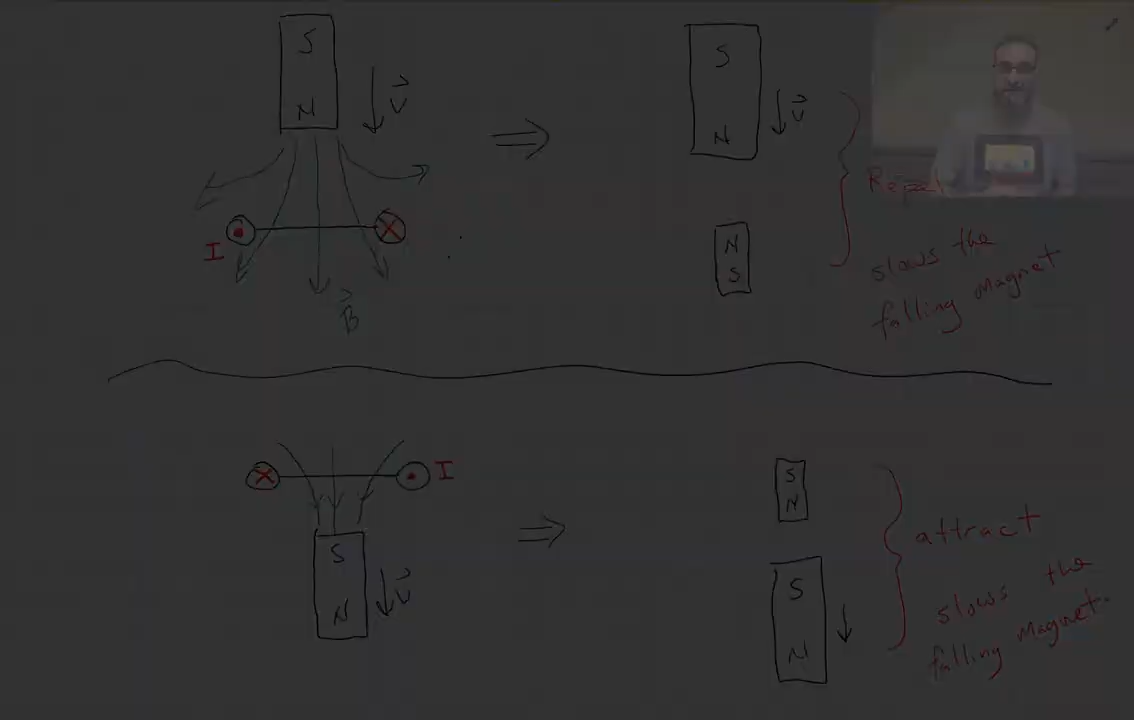 S
N
V
I
B
S
N
V
N
S
Repel
slows the
falling magnet
I
S
N
V
S
N
S
N
attract
slows the
falling magnet.